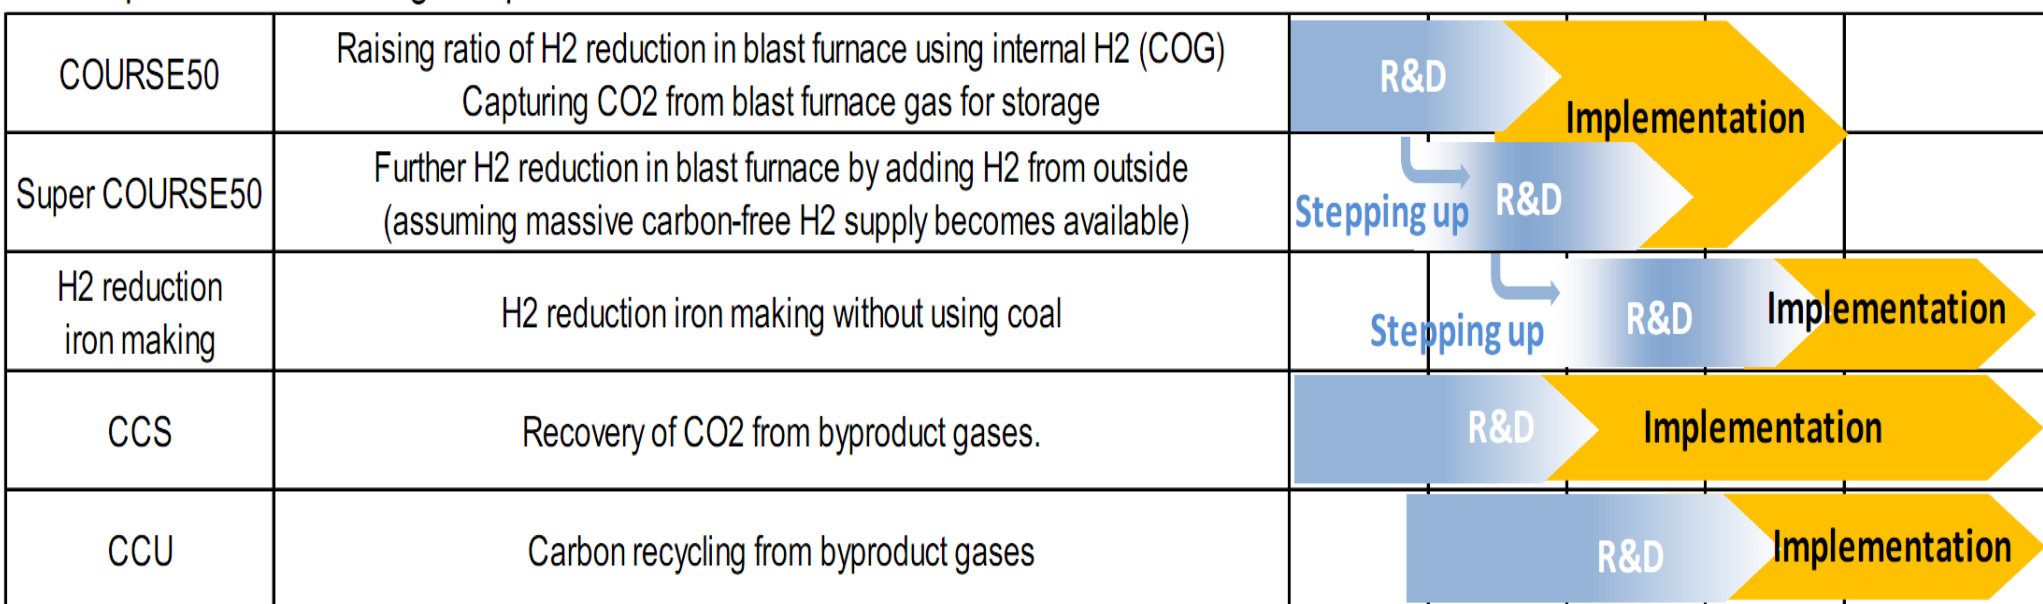 COURSE50
Raising ratio of H2 reduction in blast furnace using internal H2 (COG)
Capturing CO2 from blast furnace gas for storage
R&D
Implementation
Super COURSE50
Further H2 reduction in blast furnace by adding H2 from outside
(assuming massive carbon-free H2 supply becomes available)
Stepping up
R&D
H2 reduction
iron making
H2 reduction iron making without using coal
Stepping up
R&D
Implementation
CCS
Recovery of CO2 from byproduct gases.
R&D
Implementation
CCU
Carbon recycling from byproduct gases
R&D
Implementation